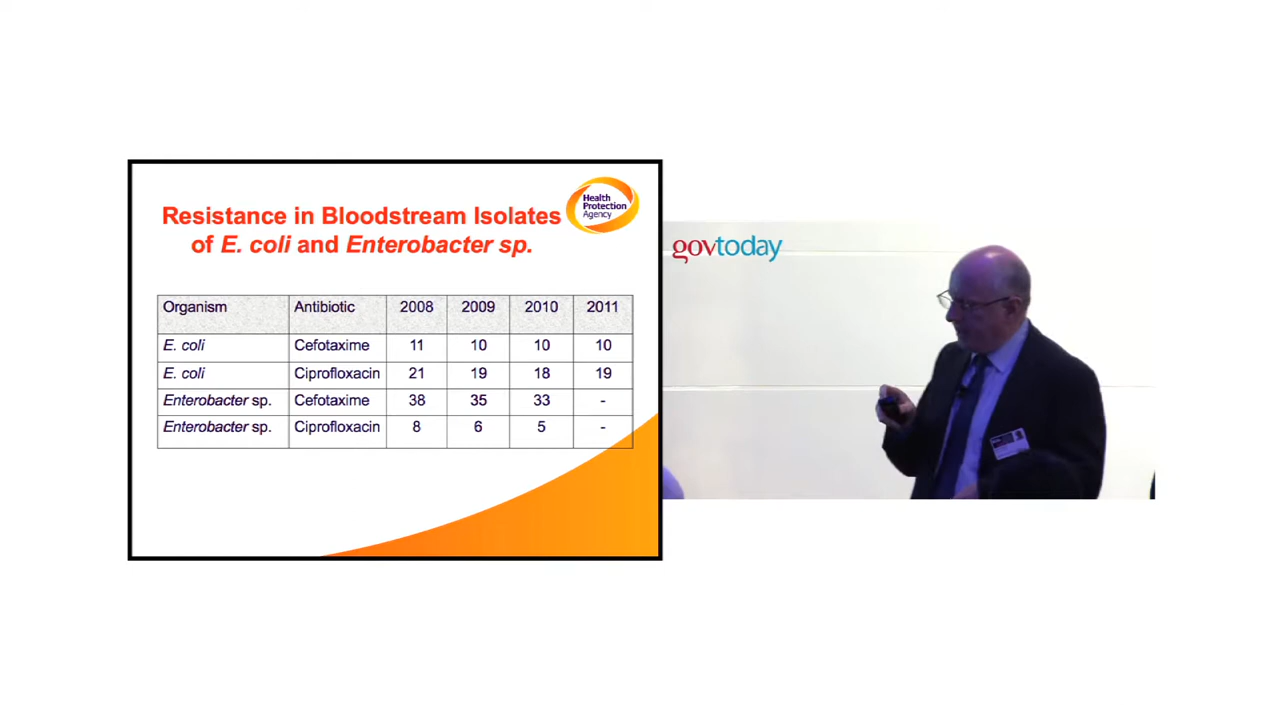 Resistance in Bloodstream Isolates
of E. coli and Enterobacter sp.
Health
Protection
Agency
Organism Antibiotic 2008 2009 2010 2011
E. coli Cefotaxime 11 10 10 10
E. coli Ciprofloxacin 21 19 18 19
Enterobacter sp. Cefotaxime 38 35 33 -
Enterobacter sp. Ciprofloxacin 8 6 5 -
govtoday